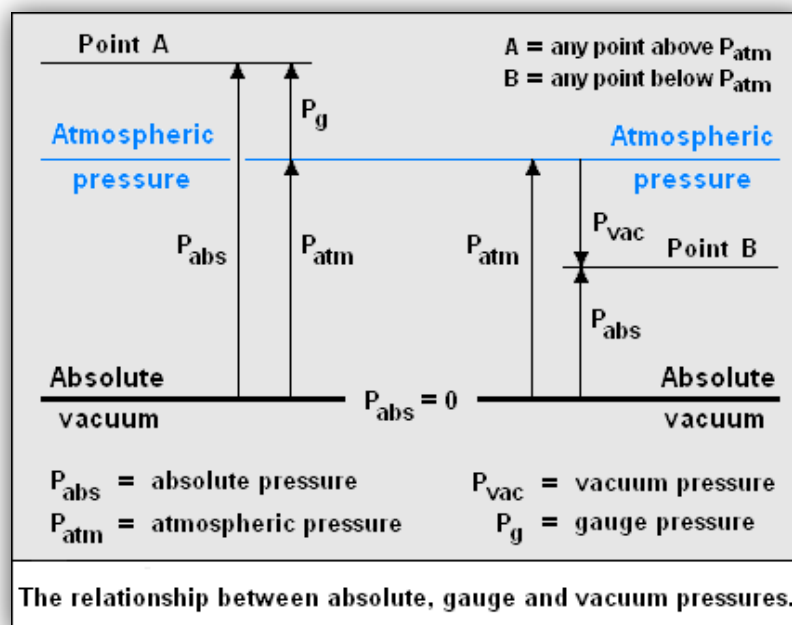 Point A
A = any point above Patm
B = any point below Patm
Pg
Atmospheric
pressure
Atmospheric
pressure
Pabs
Patm
Patm
Pvac
Point B
Pabs
Absolute
vacuum
Pabs = 0
Absolute
vacuum
Pabs = absolute pressure
Pvac = vacuum pressure
Patm = atmospheric pressure
Pg = gauge pressure
The relationship between absolute, gauge and vacuum pressures.